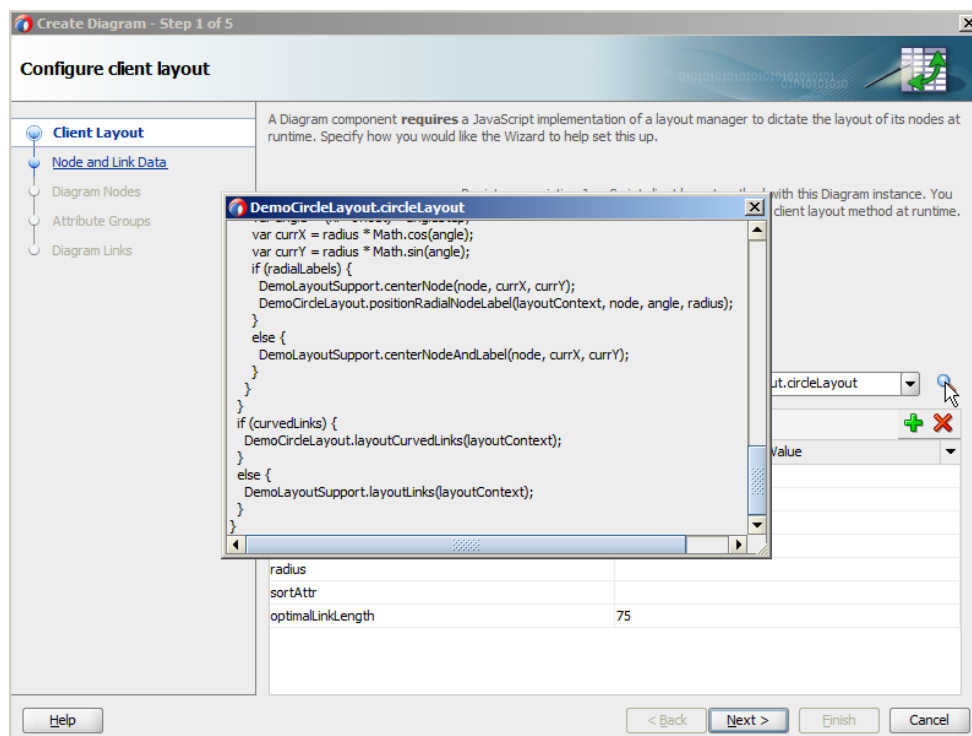 Create Diagram - Step 1 of 5
Configure client layout
Client Layout
Node and Link Data
Diagram Nodes
Attribute Groups
Diagram Links
A Diagram component requires a JavaScript implementation of a layout manager to dictate the layout of its nodes at
runtime. Specify how you would like the Wizard to help set this up.
with this Diagram instance. You
client layout method at runtime.
DemoCircleLayout.circleLayout
var currX = radius * Math.cos(angle);
var currY = radius * Math.sin(angle);
if (radialLabels) {
DemoLayoutSupport.centerNode(node, currX, currY);
DemoCircleLayout.positionRadialNodeLabel(layoutContext, node, angle, radius);
}
else {
DemoLayoutSupport.centerNodeAndLabel(node, currX, currY);
}
}
}
if (curvedLinks) {
DemoCircleLayout.layoutCurvedLinks(layoutContext);
}
else {
DemoLayoutSupport.layoutLinks(layoutContext);
}
}
ut.circleLayout
Value
radius
sortAttr
optimalLinkLength 75
Help
< Back
Next >
Finish
Cancel